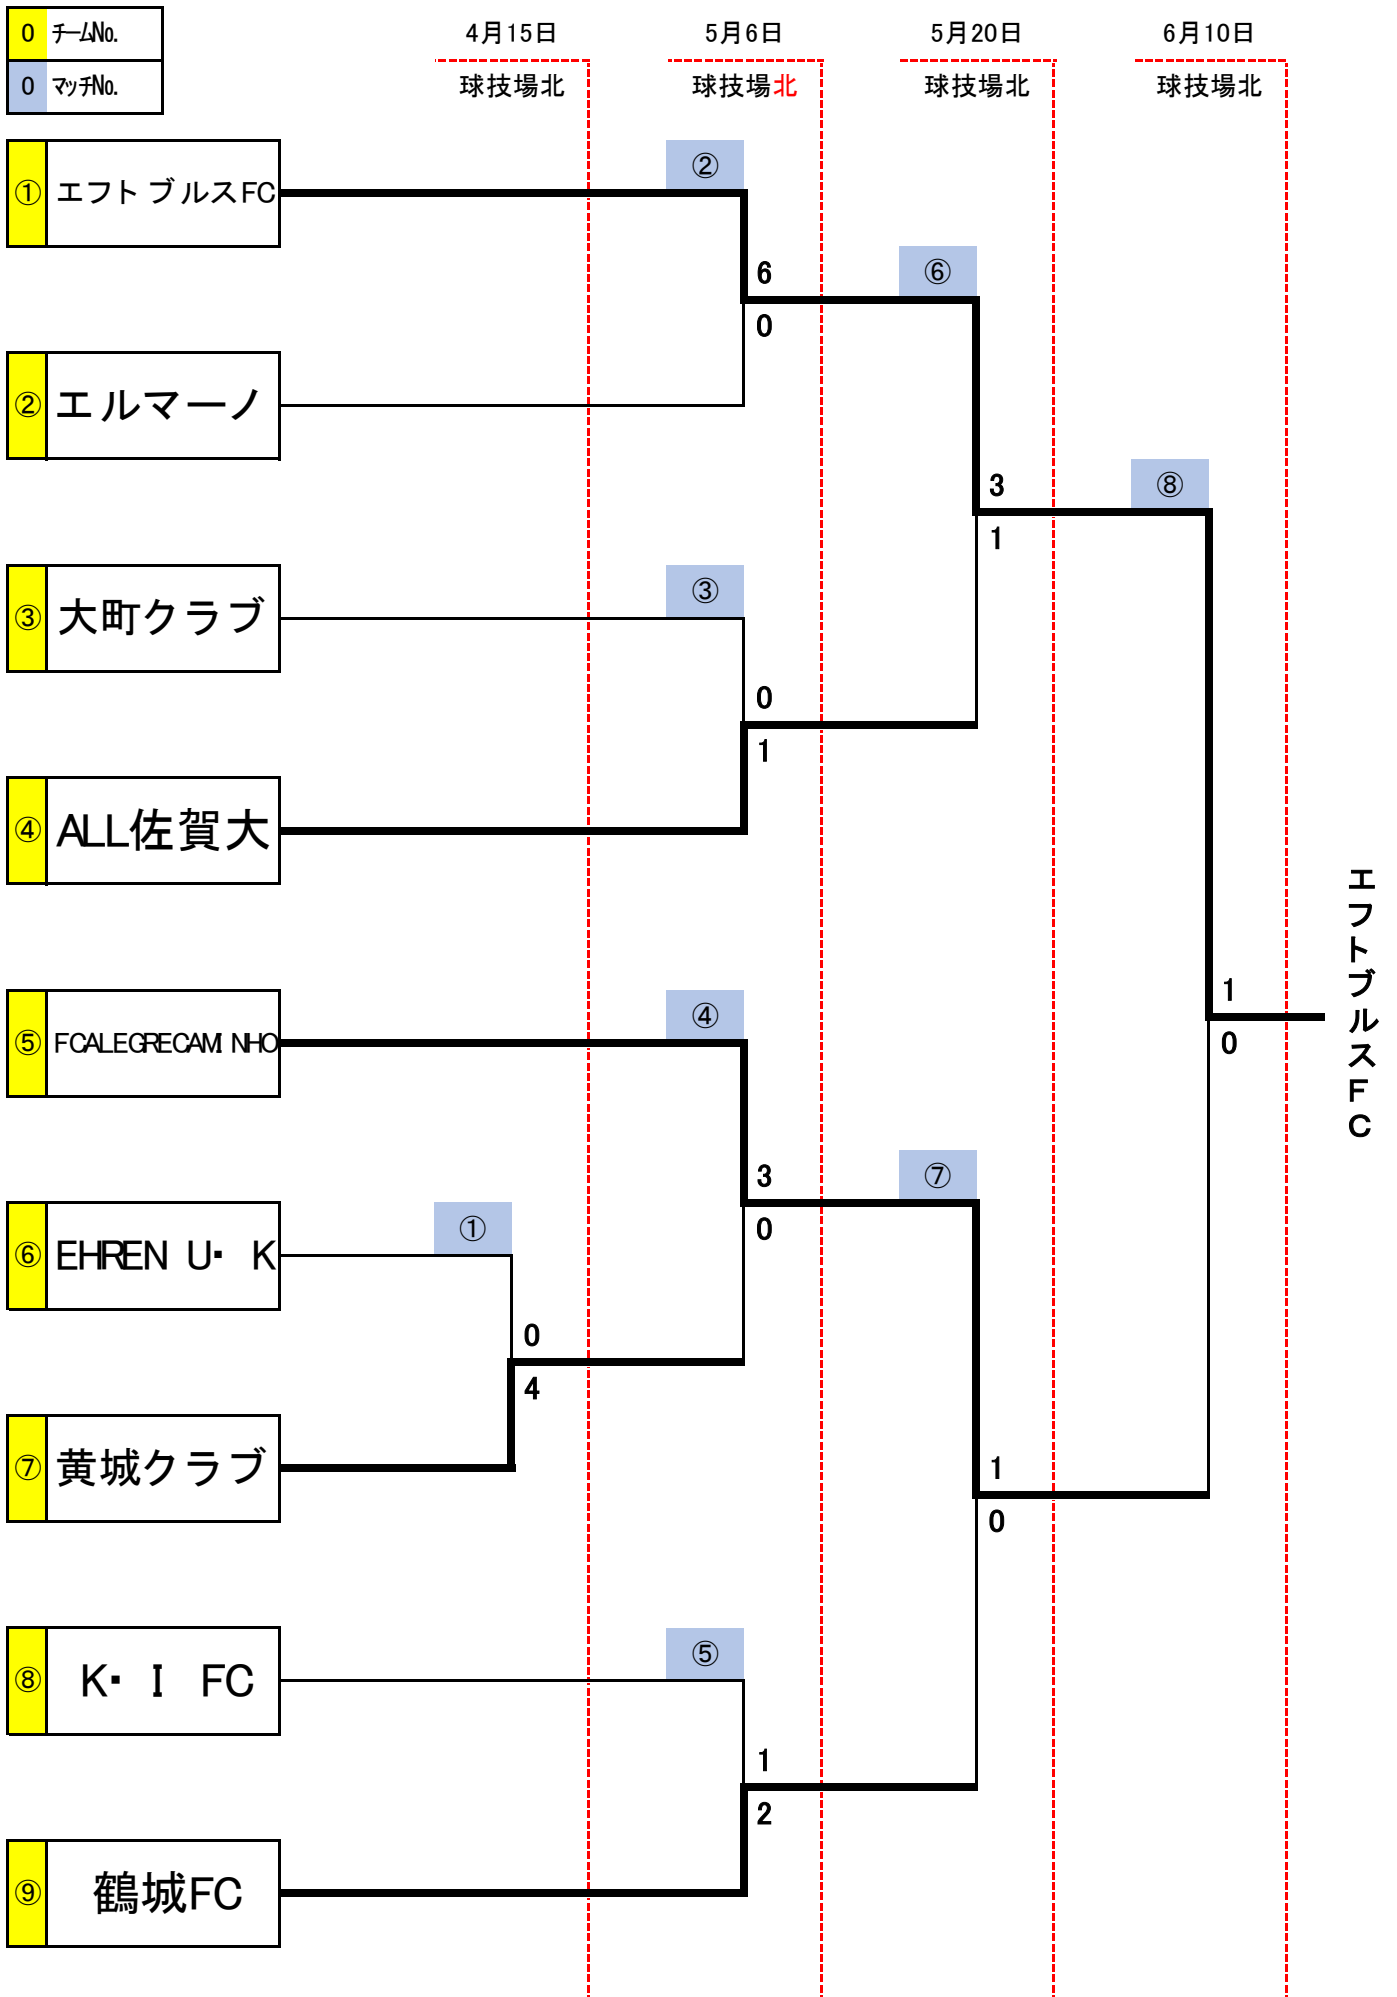 0 チームNo.
0 マッチNo.
4月15日 5月6日 5月20日 6月10日
球技場北 球技場北 球技場北 球技場北
②
① エフトブルスFC
6
⑥
0
② エルマーノ
3
⑧
1
③
③ 大町クラブ
0
1
④ ALL佐賀大
エフトブルスFC
1
④
⑤ FCALEGRECAMINHO
0
3
⑦
0
①
⑥ EHREN U・K
0
4
⑦ 黄城クラブ
1
0
⑤
⑧ K・I FC
1
2
⑨ 鶴城FC